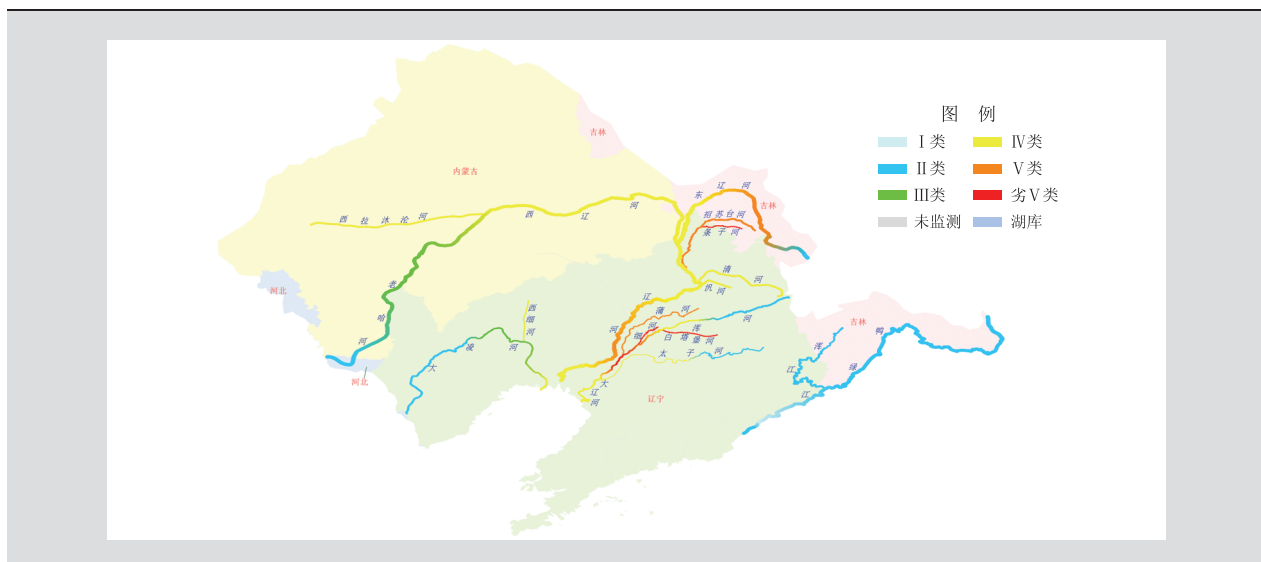 图 例
Ⅰ类
Ⅳ类
Ⅱ类
Ⅴ类
Ⅲ类
劣Ⅴ类
未监测
湖库
吉林
内蒙古
西拉沐沦河
西辽河
东辽河
吉林
招苏台河
条子河
河北
老哈河
河北
清河
汎河
辽河
蒲河
细河
浑河
白塔堡河
太子河
大辽河
西细河
大凌河
辽宁
吉林
鸭绿江
浑江